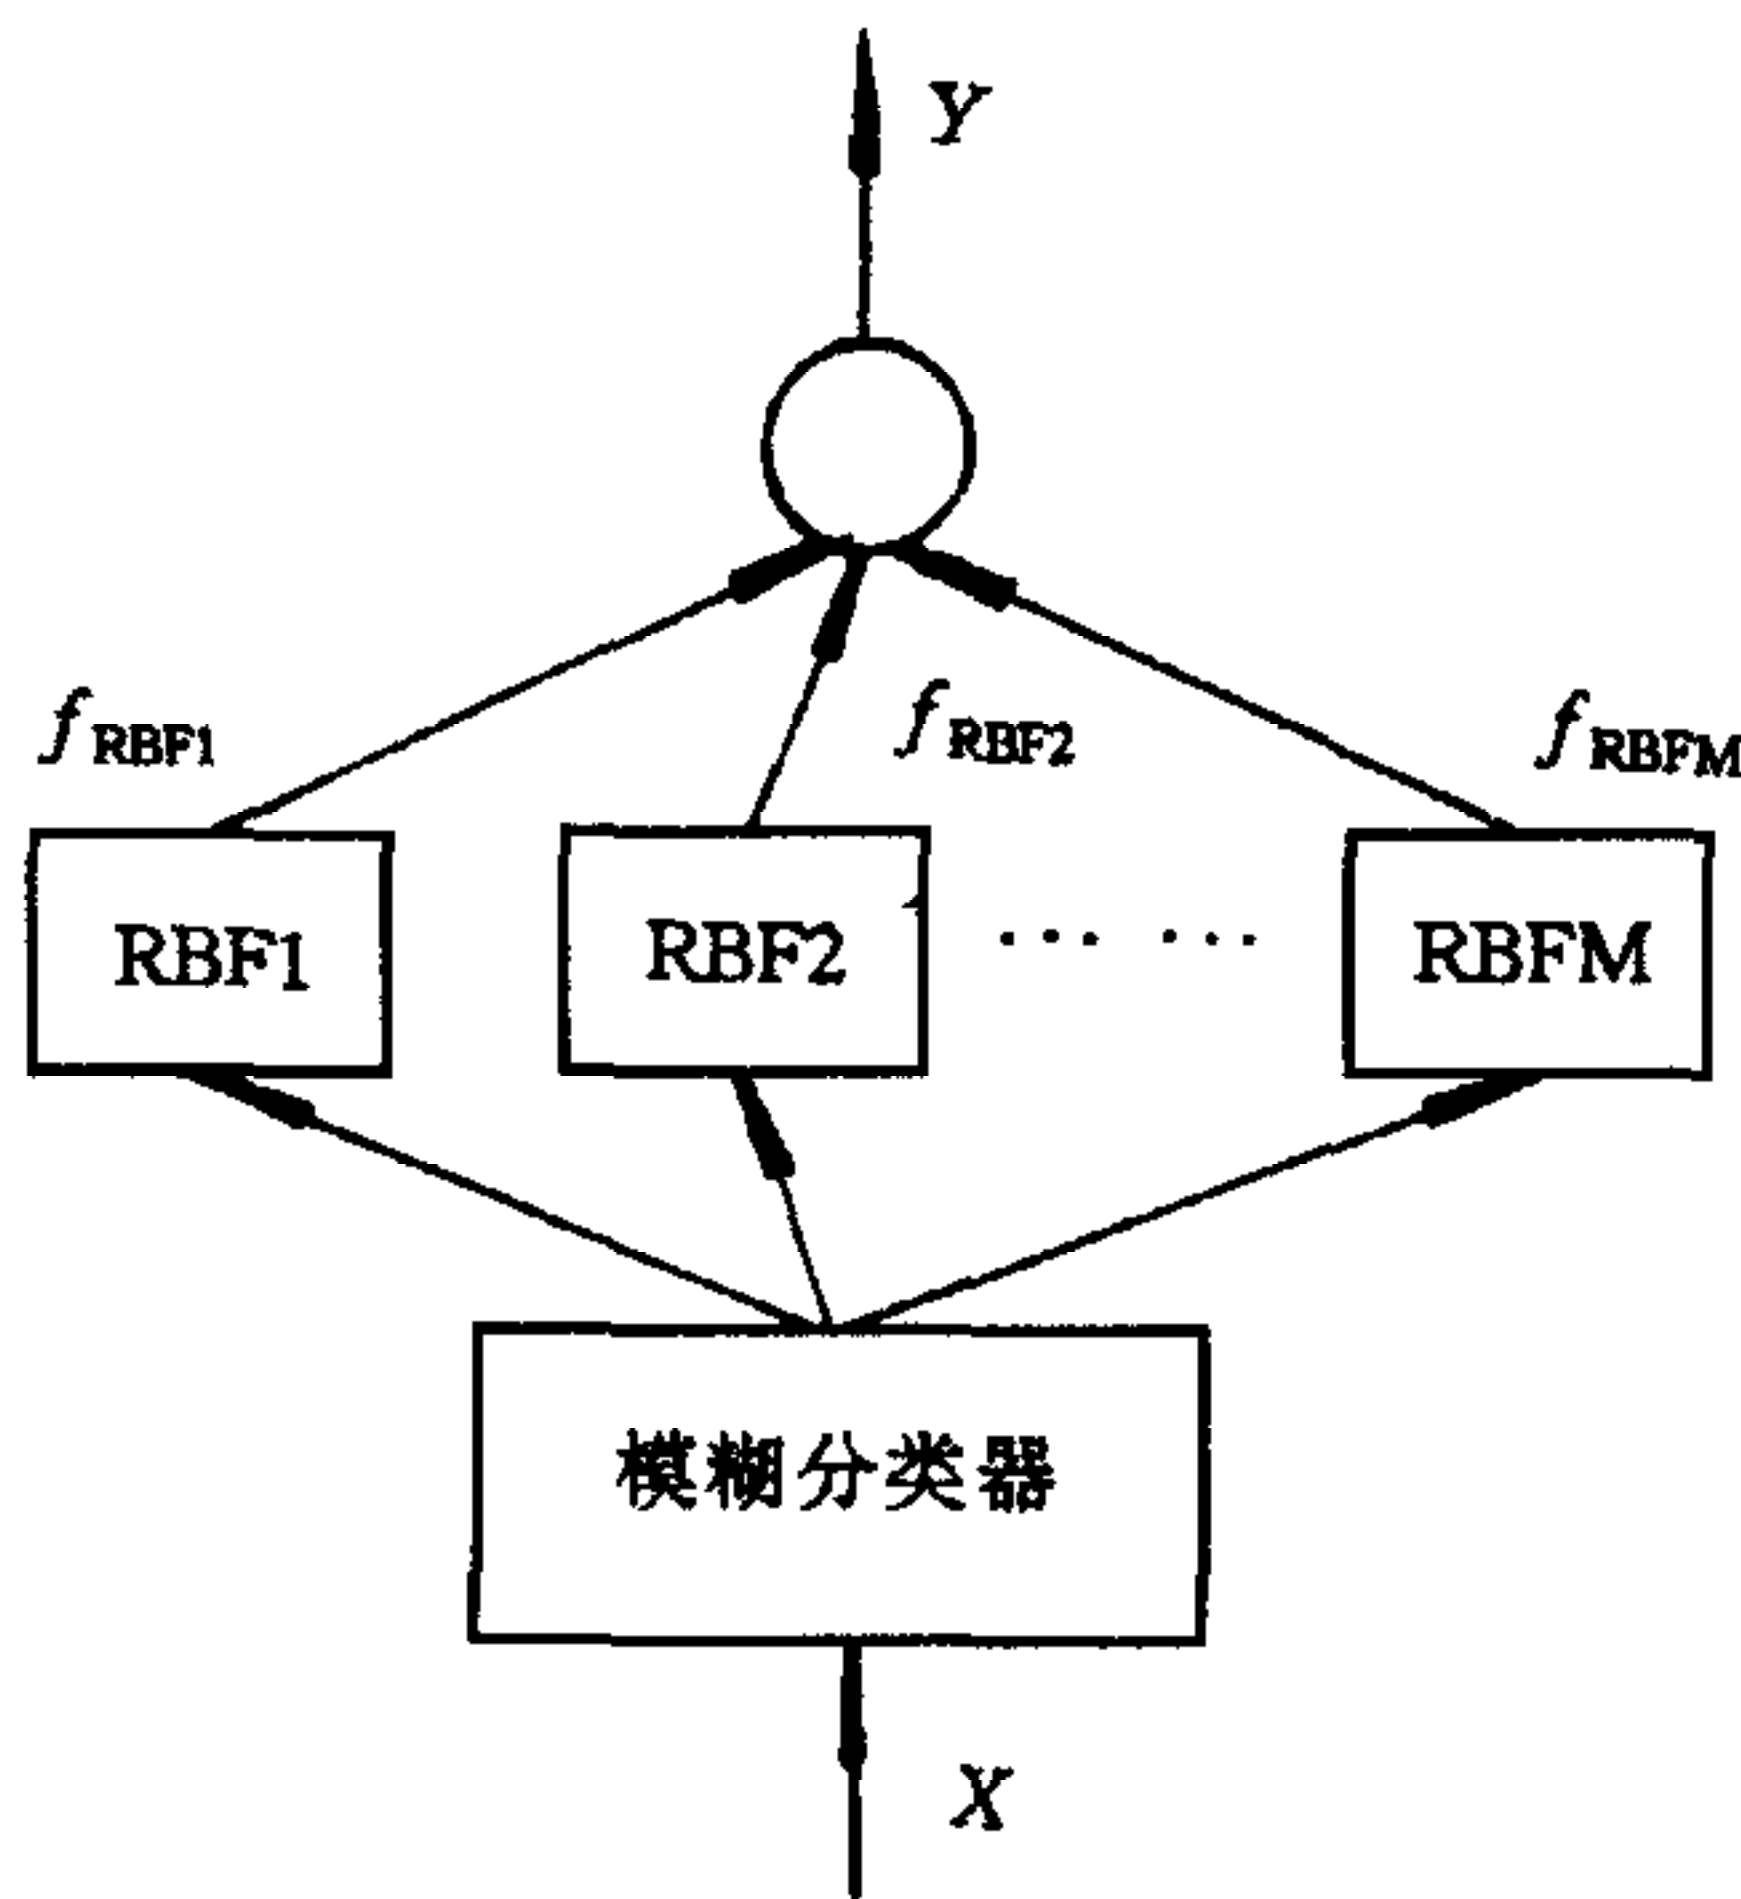 Y
f RBF1 f RBF2 f RBFM
RBF1 RBF2 ... ... RBFM
模糊分类器
X